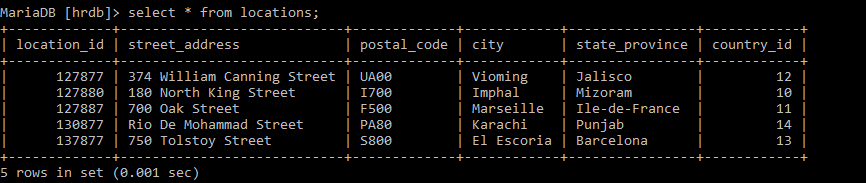 MariaDB [hrdb]> select * from locations;
+-------------+----------------------------+-------------+-------------+----------------+------------+
| location_id | street_address             | postal_code | city        | state_province | country_id |
+-------------+----------------------------+-------------+-------------+----------------+------------+
|      127877 | 374 William Canning Street | UA00        | Vioming     | Jalisco        |         12 |
|      127880 | 180 North King Street      | I700        | Imphal      | Mizoram        |         10 |
|      127887 | 700 Oak Street             | F500        | Marseille   | Ile-de-France  |         11 |
|      130877 | Rio De Mohammad Street     | PA80        | Karachi     | Punjab         |         14 |
|      137877 | 750 Tolstoy Street         | S800        | El Escoria  | Barcelona      |         13 |
+-------------+----------------------------+-------------+-------------+----------------+------------+
5 rows in set (0.001 sec)